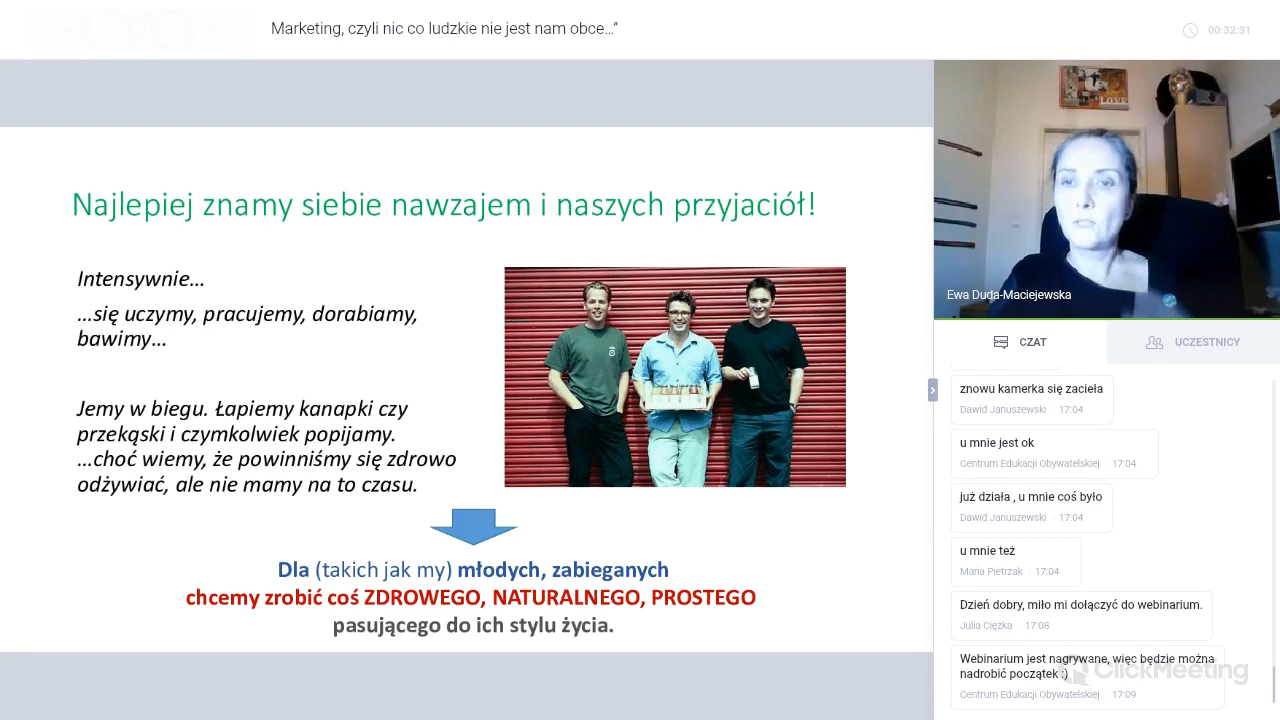 Marketing, czyli nic co ludzkie nie jest nam obce..."
00:32:31
Najlepiej znamy siebie nawzajem i naszych przyjaciół!
Intensywnie...
...się uczymy, pracujemy, dorabiamy,
bawimy...
Jemy w biegu. Łapiemy kanapki czy
przekąski i czymkolwiek popijamy.
...choć wiemy, że powinniśmy się zdrowo
odżywiać, ale nie mamy na to czasu.
Dla (takich jak my) młodych, zabieganych
chcemy zrobić coś ZDROWEGO, NATURALNEGO, PROSTEGO
pasującego do ich stylu życia.
Ewa Duda-Maciejewska
CZAT
UCZESTNICY
znowu kamerka się zacieła
Dawid Januszewski · 17:04
u mnie jest ok
Centrum Edukacji Obywatelskiej · 17:04
już działa , u mnie coś było
Dawid Januszewski · 17:04
u mnie też
Maria Pietrzak · 17:04
Dzień dobry, miło mi dołączyć do webinarium.
Julia Ciężka · 17:08
Webinarium jest nagrywane, więc będzie można
nadrobić początek :)
Centrum Edukacji Obywatelskiej · 17:09
ClickMeeting